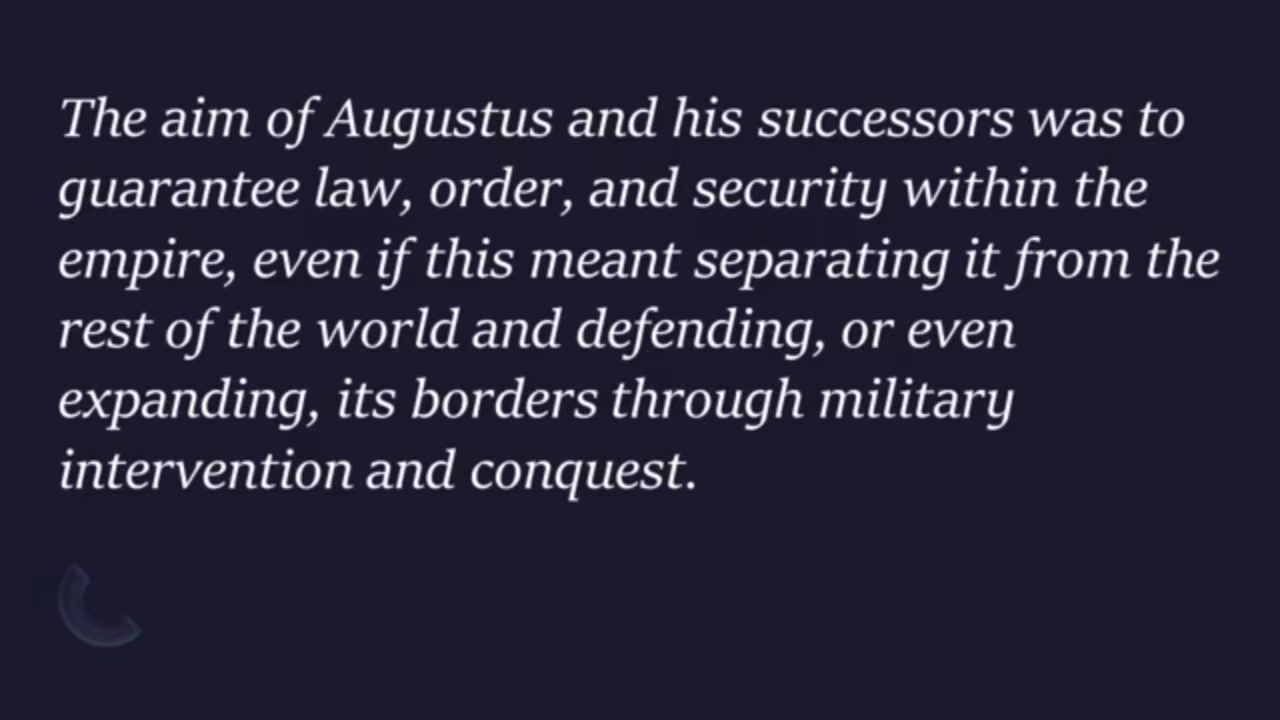 The aim of Augustus and his successors was to
guarantee law, order, and security within the
empire, even if this meant separating it from the
rest of the world and defending, or even
expanding, its borders through military
intervention and conquest.